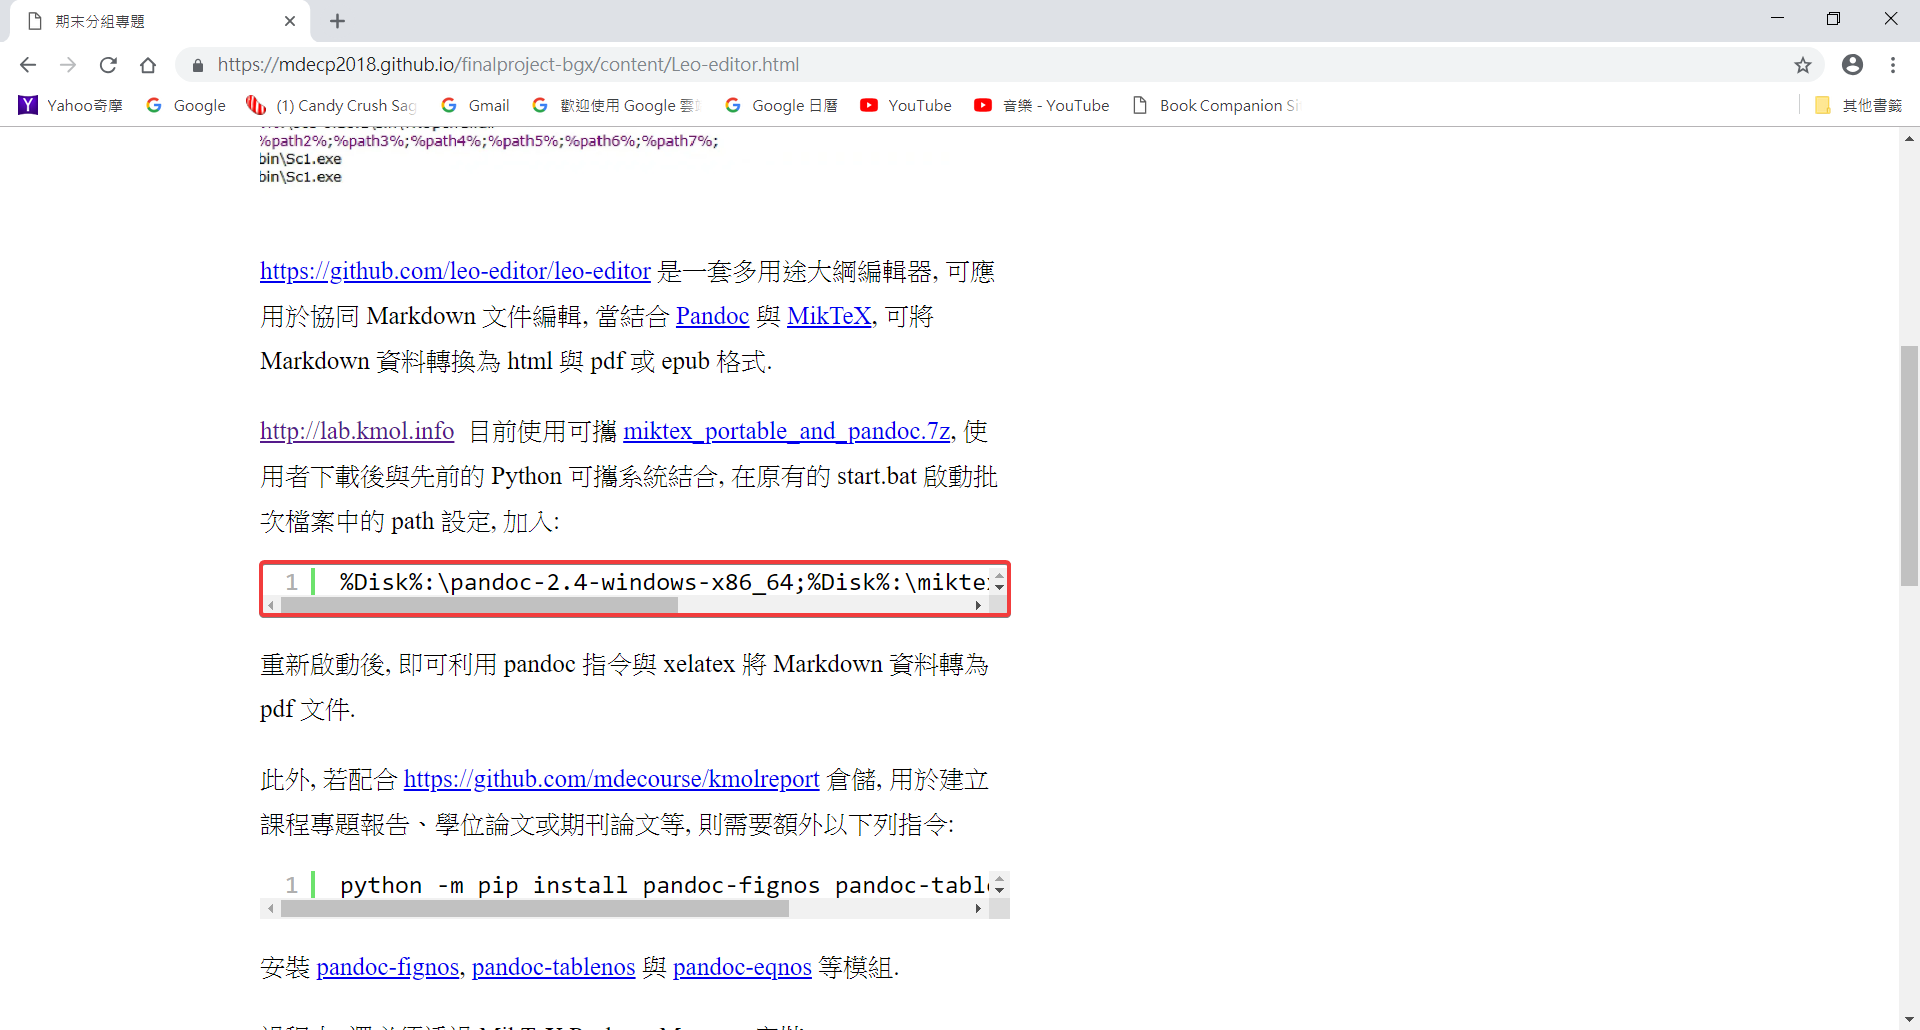 期末分組專題
https://mdecp2018.github.io/finalproject-bgx/content/Leo-editor.html
Yahoo奇摩 Google (1) Candy Crush Sag Gmail 歡迎使用 Google 雲 Google 日曆 YouTube 音樂 - YouTube Book Companion Si 其他書籤
%path2%;%path3%;%path4%;%path5%;%path6%;%path7%;
bin\Sc1.exe
bin\Sc1.exe
https://github.com/leo-editor/leo-editor 是一套多用途大綱編輯器, 可應
用於協同 Markdown 文件編輯, 當結合 Pandoc 與 MikTeX, 可將
Markdown 資料轉換為 html 與 pdf 或 epub 格式.
http://lab.kmol.info 目前使用可攜 miktex_portable_and_pandoc.7z, 使
用者下載後與先前的 Python 可攜系統結合, 在原有的 start.bat 啟動批
次檔案中的 path 設定, 加入:
1 %Disk%:\pandoc-2.4-windows-x86_64;%Disk%:\miktex
重新啟動後, 即可利用 pandoc 指令與 xelatex 將 Markdown 資料轉為
pdf 文件.
此外, 若配合 https://github.com/mdecourse/kmolreport 倉儲, 用於建立
課程專題報告、學位論文或期刊論文等, 則需要額外以下列指令:
1 python -m pip install pandoc-fignos pandoc-table
安裝 pandoc-fignos, pandoc-tablenos 與 pandoc-eqnos 等模組.